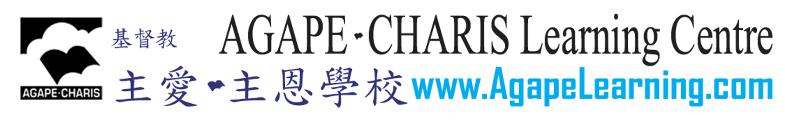 基督教 AGAPE-CHARIS Learning Centre
主愛 主恩學校 www.AgapeLearning.com
AGAPE·CHARIS